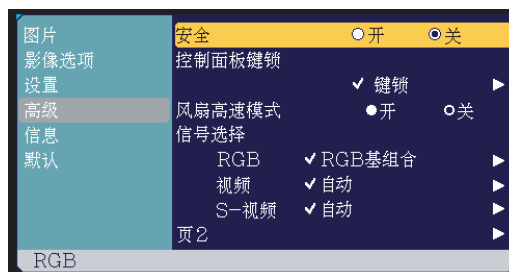 图片
影像选项
设置
高级
信息
默认
安全 开 关
控制面板键锁
✓ 键锁
风扇高速模式 开 关
信号选择
RGB ✓RGB基组合
视频 ✓自动
S-视频 ✓自动
页2
RGB